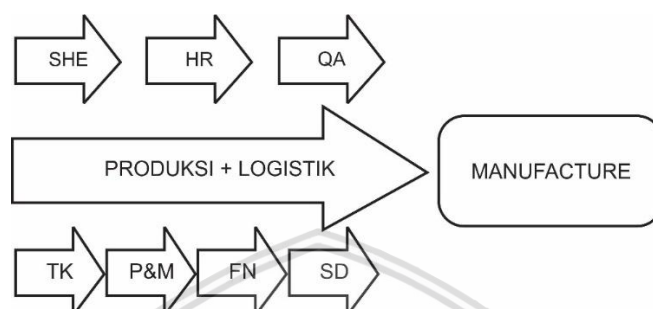 SHE HR QA
PRODUKSI + LOGISTIK
MANUFACTURE
TK P&M FN SD